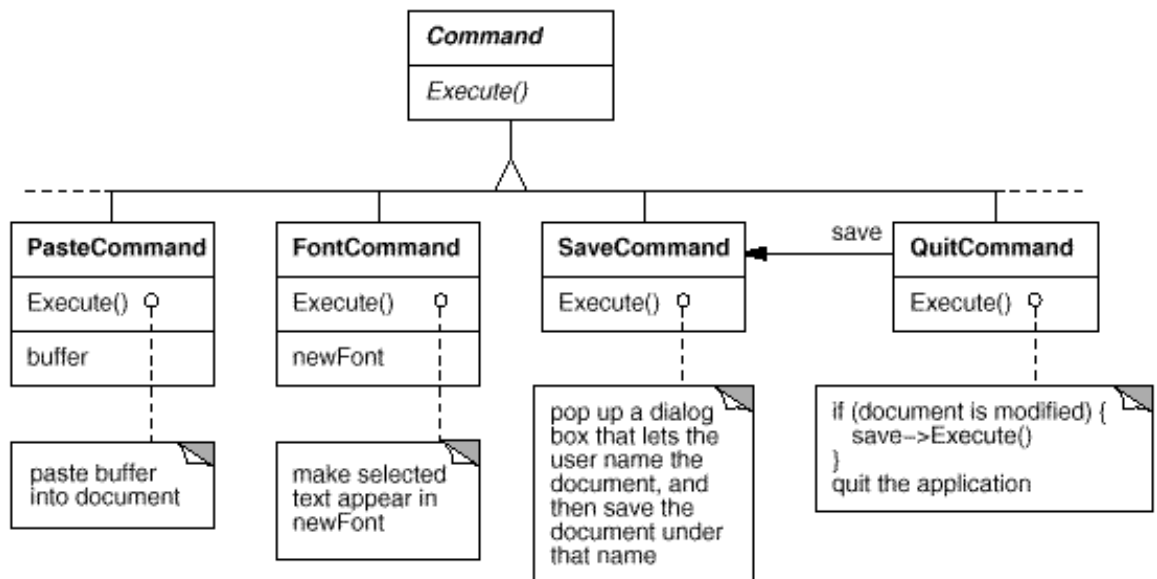 Command
Execute()
PasteCommand
Execute()
buffer
paste buffer
into document
FontCommand
Execute()
newFont
make selected
text appear in
newFont
SaveCommand
Execute()
pop up a dialog
box that lets the
user name the
document, and
then save the
document under
that name
save
QuitCommand
Execute()
if (document is modified) {
save->Execute()
}
quit the application